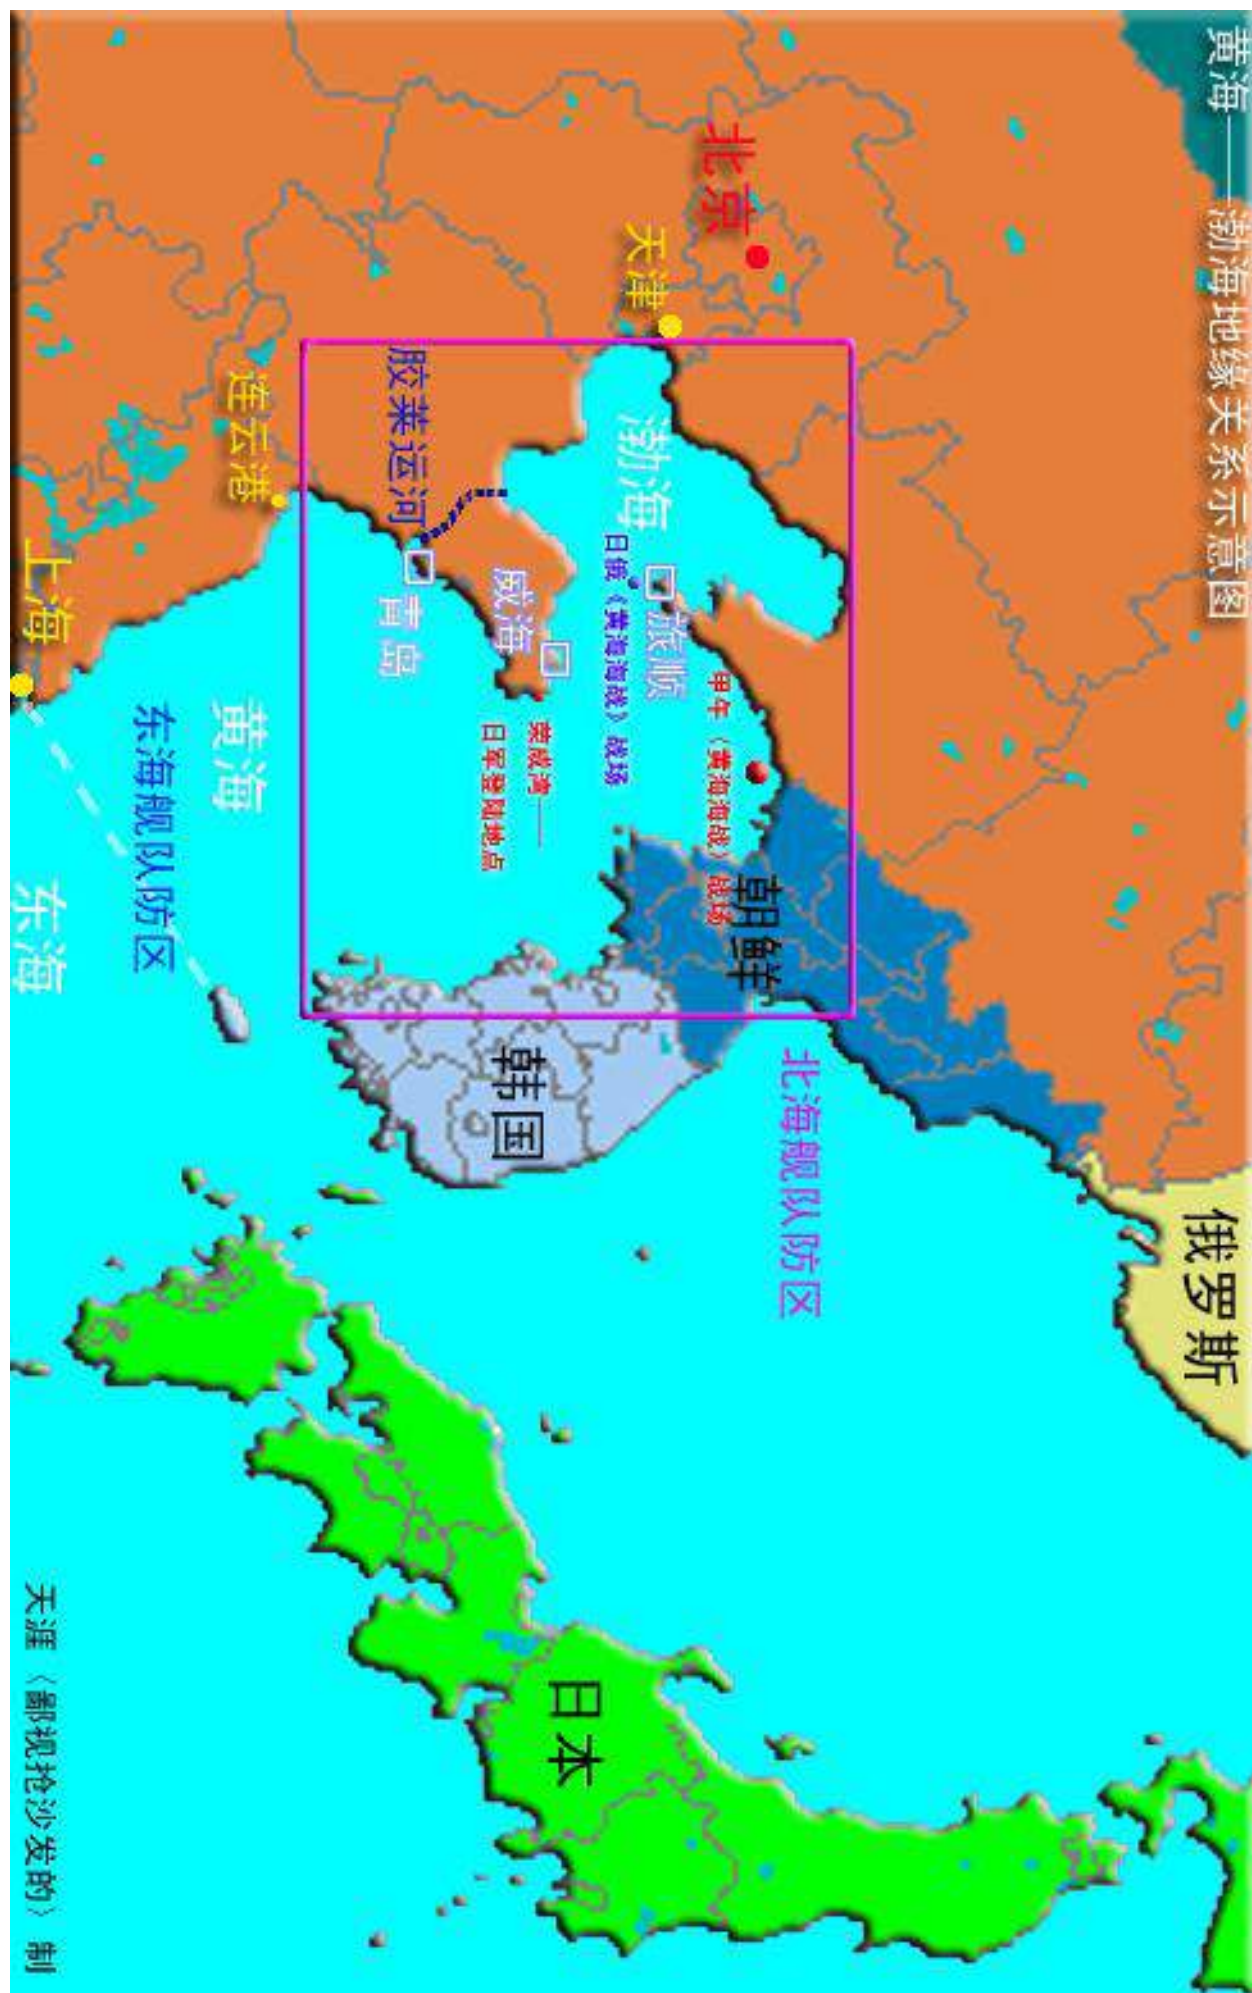 黄海——渤海地缘关系示意图
俄罗斯
北京
天津
渤海
旅顺
甲午《黄海海战》战场
日俄《黄海海战》战场
朝鲜
北海舰队防区
胶莱运河
威海
荣成湾——
日军登陆地点
青岛
韩国
日本
连云港
黄海
东海舰队防区
上海
东海
天涯《鄙视抢沙发的》制